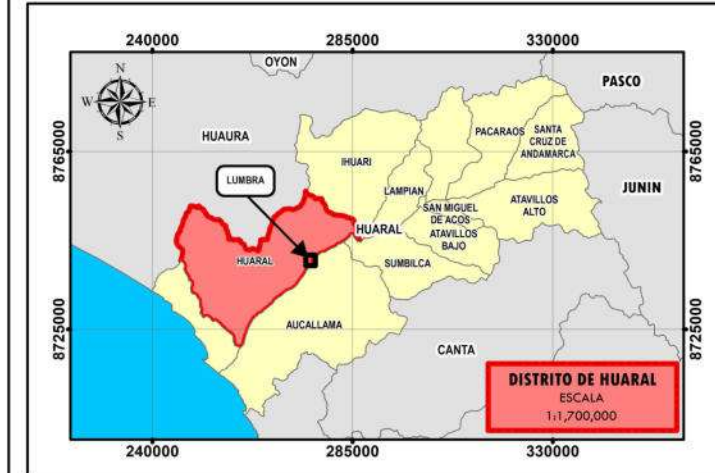 240000
285000
330000
OYON
PASCO
N
W
E
S
HUAURA
PACARAOS
SANTA
CRUZ DE
ANDAMARCA
8765000
8765000
IHUARI
LUMBRA
LAMPIAN
JUNIN
SAN MIGUEL
DE ACOS
ATAVILLOS
ALTO
HUARAL
ATAVILLOS
BAJO
HUARAL
SUMBILCA
AUCALLAMA
8725000
8725000
CANTA
DISTRITO DE HUARAL
ESCALA
1:1,700,000
240000
285000
330000